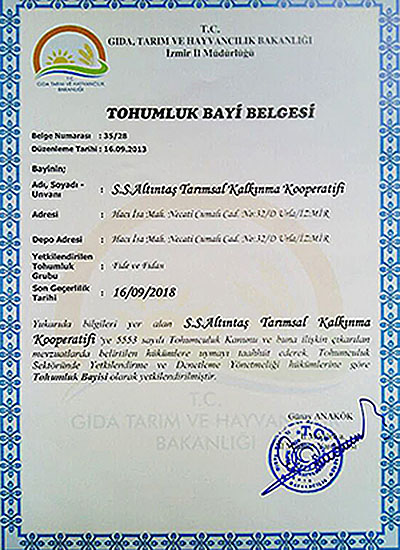 T.C.
GIDA, TARIM VE HAYVANCILIK BAKANLIĞI
İzmir İl Müdürlüğü
T.C.
GIDA TARIM VE HAYVANCILIK
BAKANLIĞI
TOHUMLUK BAYİ BELGESİ
Belge Numarası : 35/28
Düzenleme Tarihi : 16.09.2013
Bayinin;
Adı, Soyadı - Unvanı : S.S.Altıntaş Tarımsal Kalkınma Kooperatifi
Adresi : Hacı İsa Mah. Necati Cumalı Cad. No:32/D Urla/İZMİR
Depo Adresi : Hacı İsa Mah. Necati Cumalı Cad. No:32/D Urla/İZMİR
Yetkilendirilen Tohumluk Grubu : Fide ve Fidan
Son Geçerlilik Tarihi : 16/09/2018
Yukarıda bilgileri yer alan S.S.Altıntaş Tarımsal Kalkınma
Kooperatifi 'ye 5553 sayılı Tohumculuk Kanunu ve buna ilişkin çıkarılan
mevzuatlarda belirtilen hükümlere uymayı taahhüt ederek, Tohumculuk
Sektöründe Yetkilendirme ve Denetleme Yönetmeliği hükümlerine göre
Tohumluk Bayisi olarak yetkilendirilmiştir.
T.C.
GIDA TARIM VE HAYVANCILIK
BAKANLIĞI
Günay ANAKÖK
T.C.